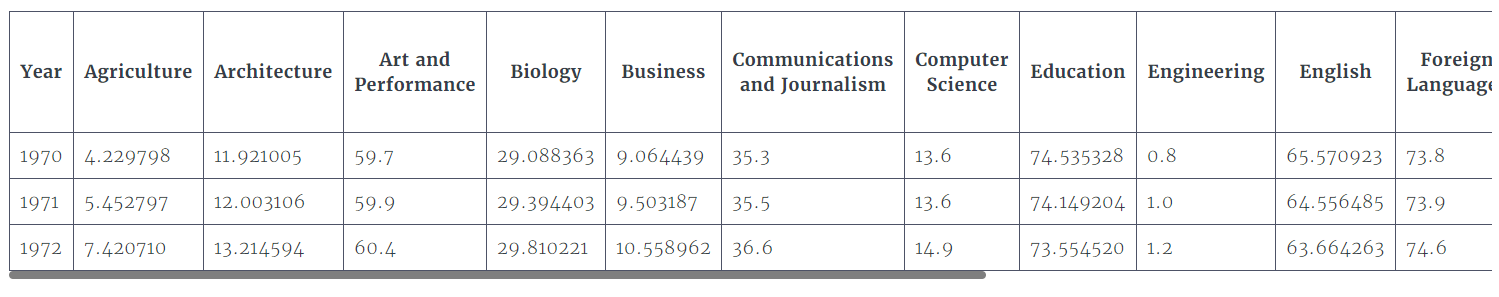 Year Agriculture Architecture Art and Performance Biology Business Communications and Journalism Computer Science Education Engineering English Foreign Language
1970 4.229798 11.921005 59.7 29.088363 9.064439 35.3 13.6 74.535328 0.8 65.570923 73.8
1971 5.452797 12.003106 59.9 29.394403 9.503187 35.5 13.6 74.149204 1.0 64.556485 73.9
1972 7.420710 13.214594 60.4 29.810221 10.558962 36.6 14.9 73.554520 1.2 63.664263 74.6